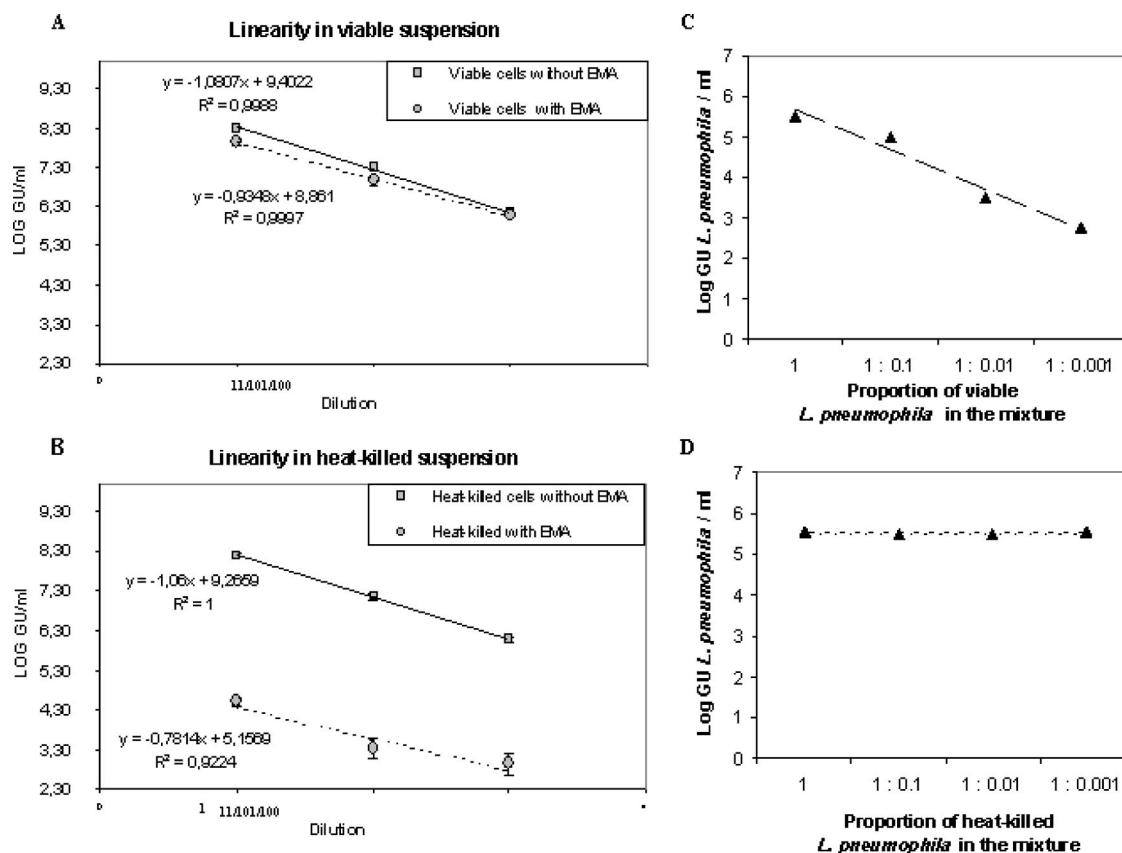 A
Linearity in viable suspension
y = -1,0807x + 9,4022
R² = 0,9988
Viable cells without EMA
Viable cells with EMA
y = -0,9348x + 8,861
R² = 0,9997
LOG GU/ml
9,30
8,30
7,30
6,30
5,30
4,30
3,30
2,30
0
11/101/100
Dilution
C
Log GU L. pneumophila / ml
7
6
5
4
3
2
1
0
1
1 : 0.1
1 : 0.01
1 : 0.001
Proportion of viable
L. pneumophila in the mixture
B
Linearity in heat-killed suspension
Heat-killed cells without EMA
Heat-killed with EMA
y = -1,06x + 9,2659
R² = 1
y = -0,7814x + 5,1569
R² = 0,9224
LOG GU/ml
9,30
8,30
7,30
6,30
5,30
4,30
3,30
2,30
0
1
11/101/100
Dilution
D
Log GU L. pneumophila / ml
7
6
5
4
3
2
1
0
1
1 : 0.1
1 : 0.01
1 : 0.001
Proportion of heat-killed
L. pneumophila in the mixture